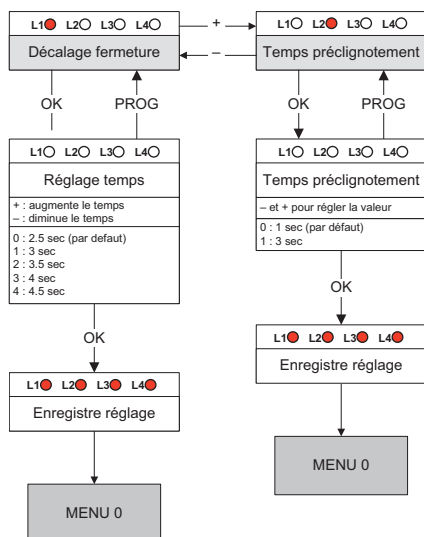 L1 L2 L3 L4
Décalage fermeture
+
–
L1 L2 L3 L4
Temps préclignotement
OK
PROG
OK
PROG
L1 L2 L3 L4
Réglage temps
+ : augmente le temps
– : diminue le temps
0 : 2.5 sec (par defaut)
1 : 3 sec
2 : 3.5 sec
3 : 4 sec
4 : 4.5 sec
L1 L2 L3 L4
Temps préclignotement
– et + pour régler la valeur
0 : 1 sec (par défaut)
1 : 3 sec
OK
OK
L1 L2 L3 L4
Enregistre réglage
L1 L2 L3 L4
Enregistre réglage
MENU 0
MENU 0